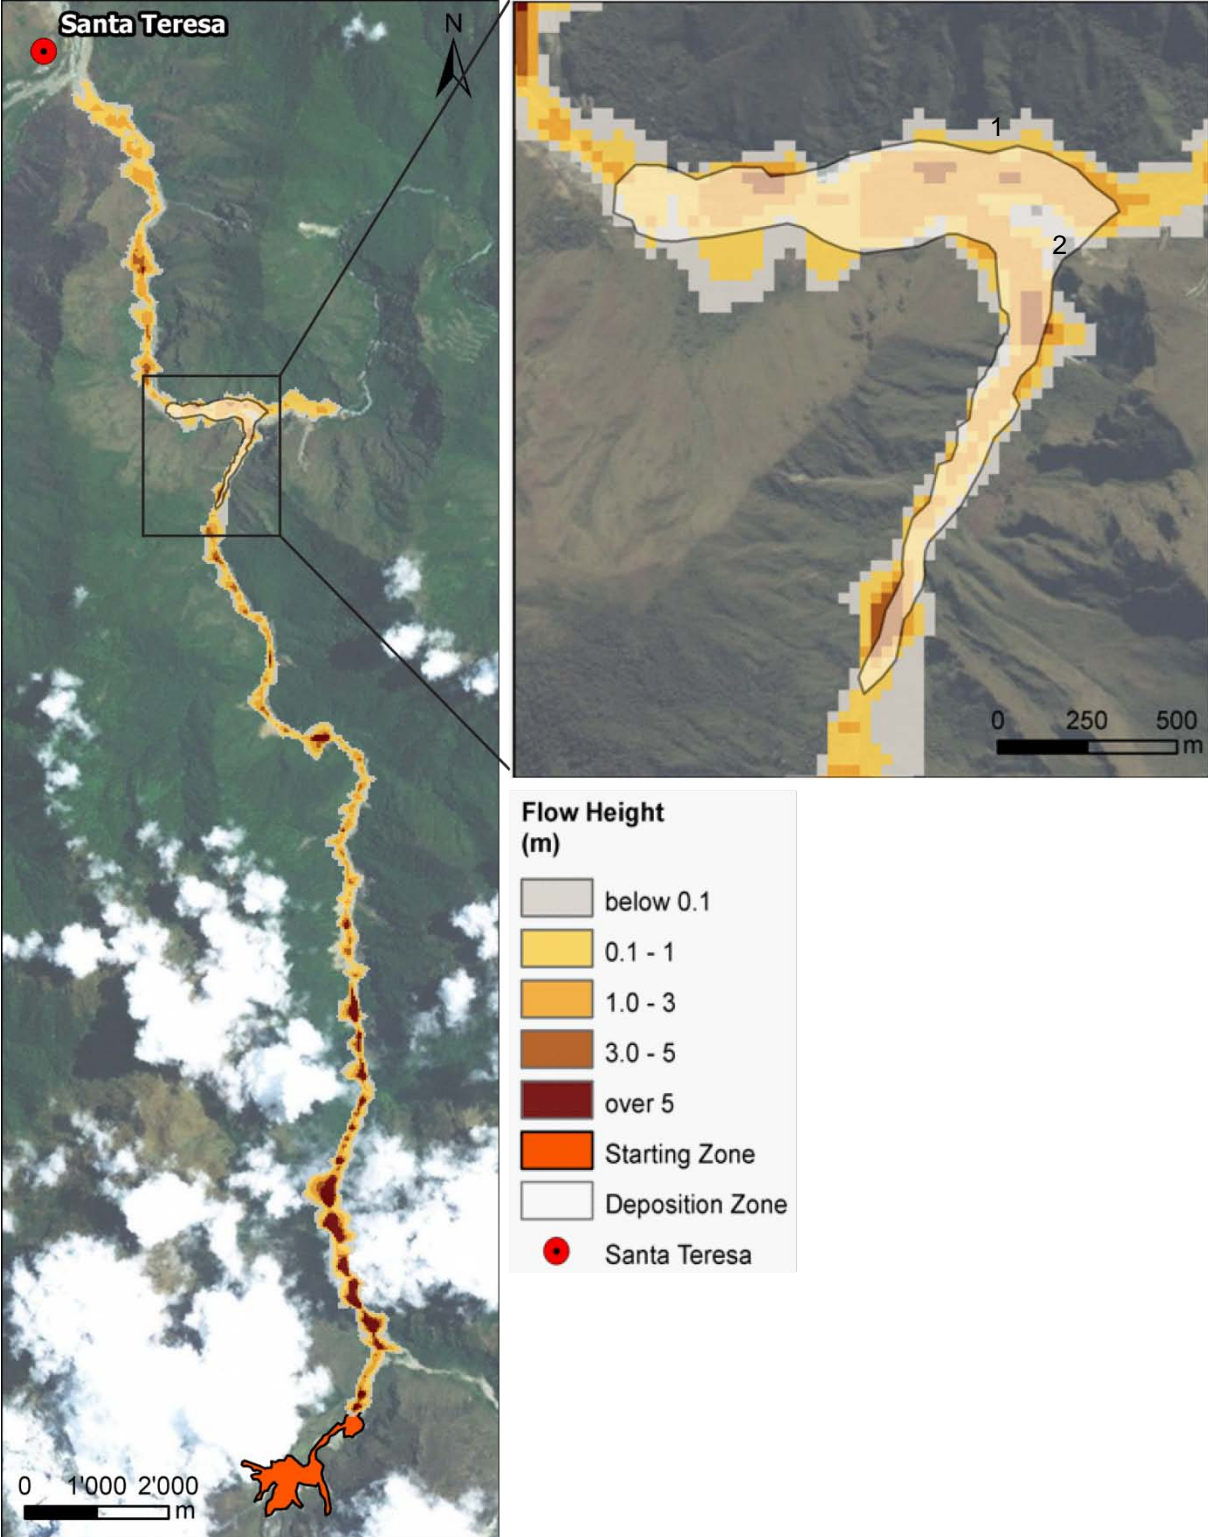 Santa Teresa
N
1
2
0 250 500
m
Flow Height
(m)
below 0.1
0.1 - 1
1.0 - 3
3.0 - 5
over 5
Starting Zone
Deposition Zone
Santa Teresa
0 1'000 2'000
m